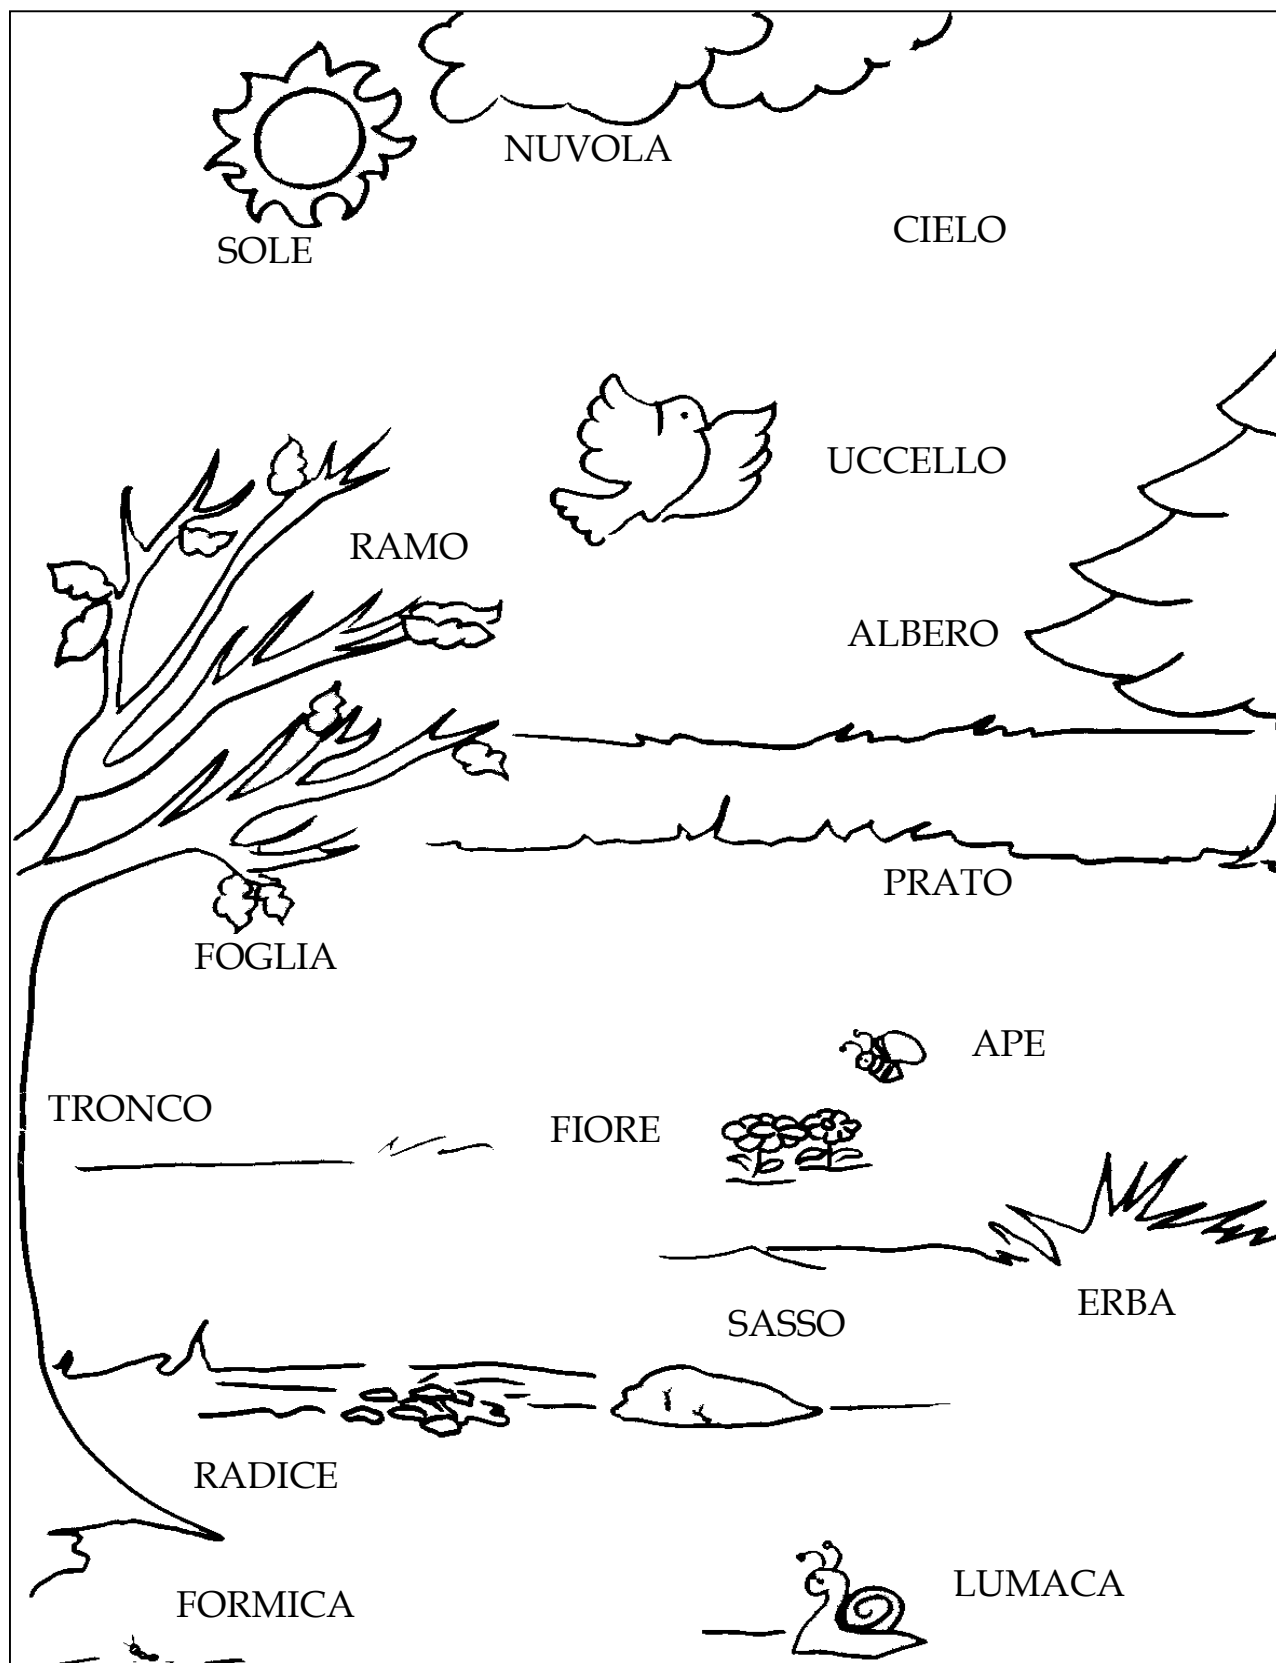 NUVOLA
CIELO
SOLE
UCCELLO
RAMO
ALBERO
PRATO
FOGLIA
APE
TRONCO
FIORE
ERBA
SASSO
RADICE
LUMACA
FORMICA